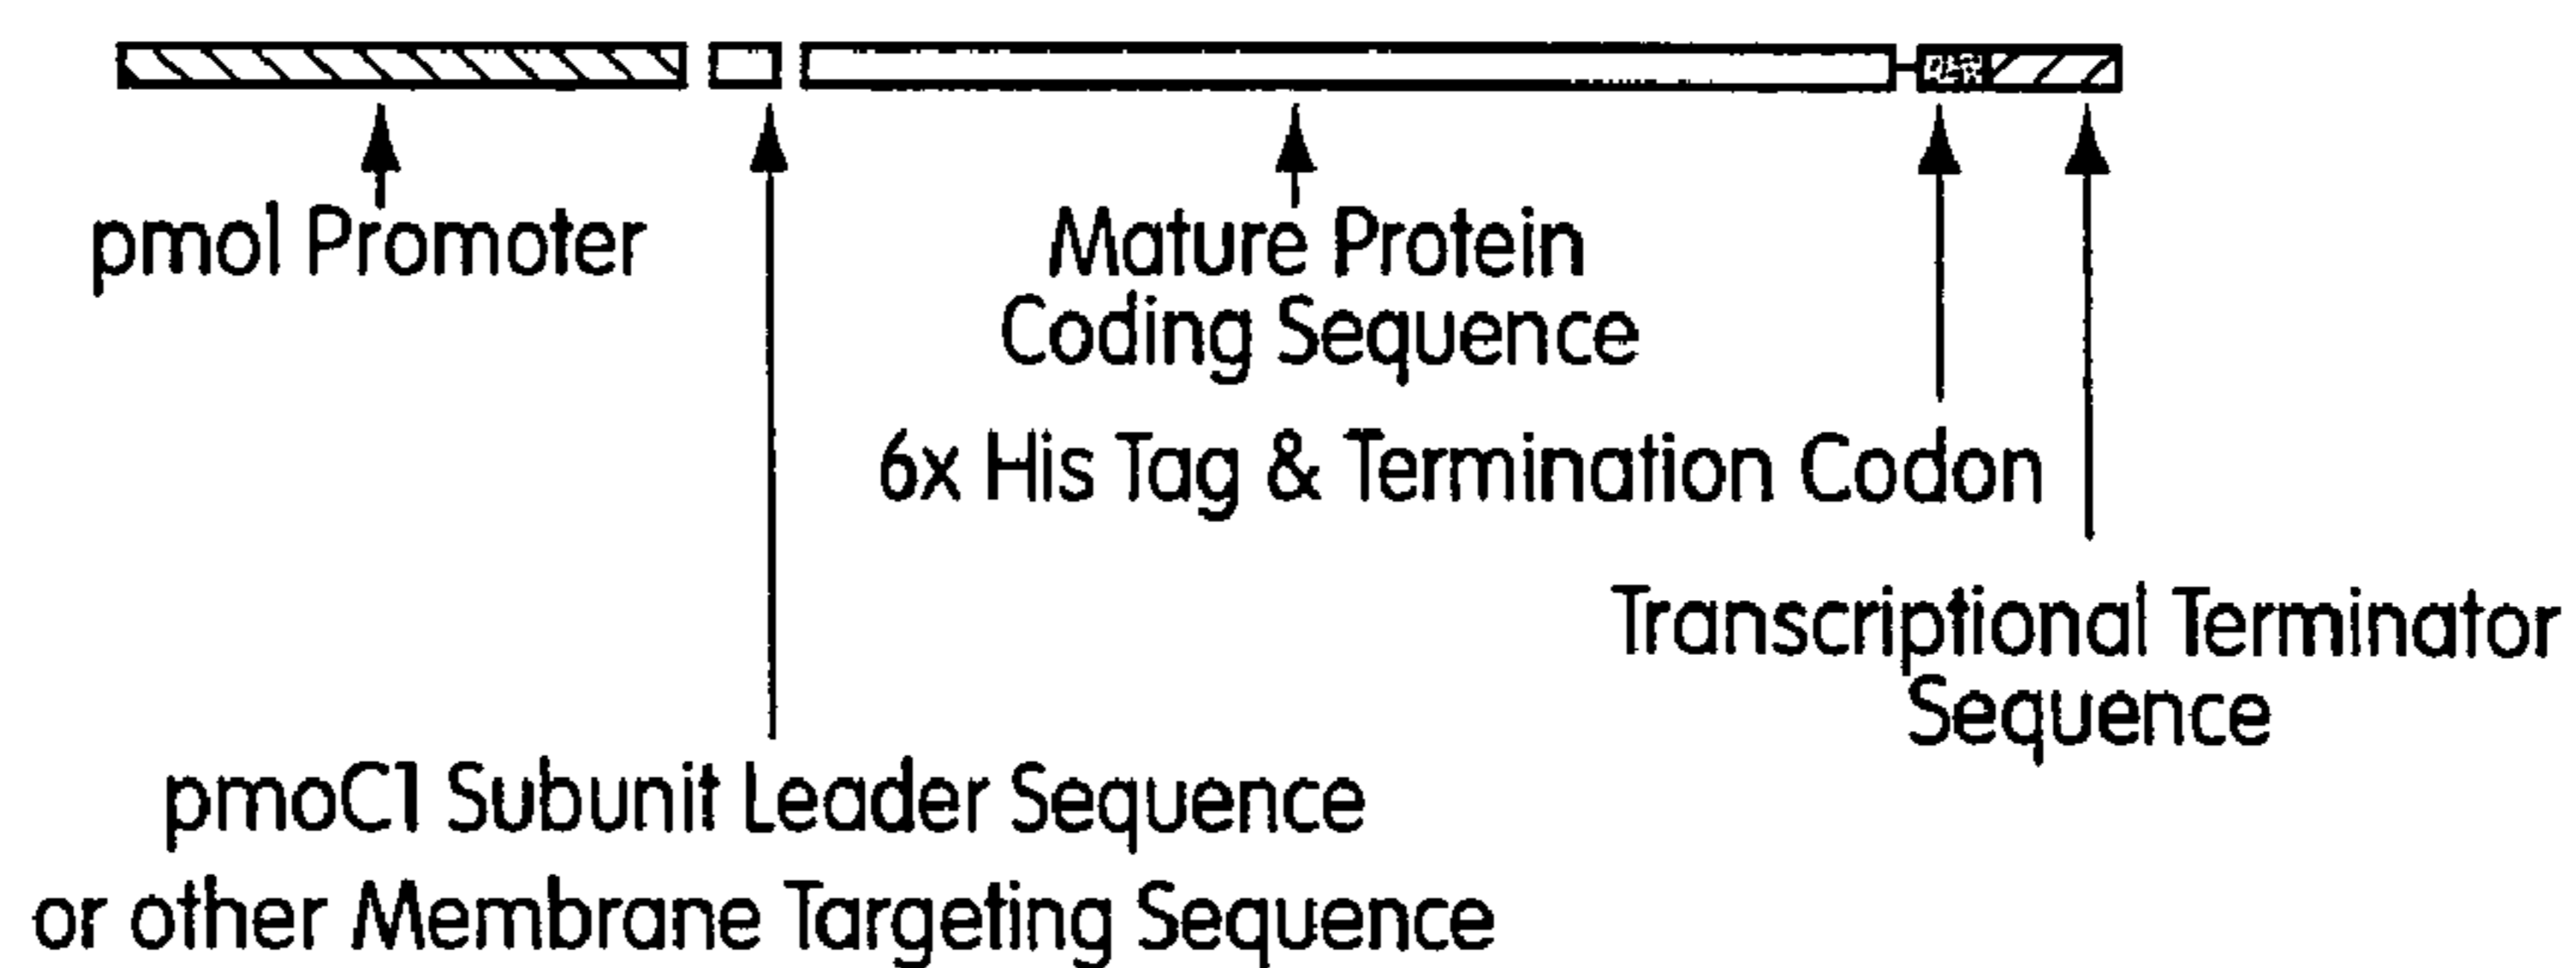 pmol Promoter
Mature Protein
Coding Sequence
6x His Tag & Termination Codon
Transcriptional Terminator
Sequence
pmoC1 Subunit Leader Sequence
or other Membrane Targeting Sequence